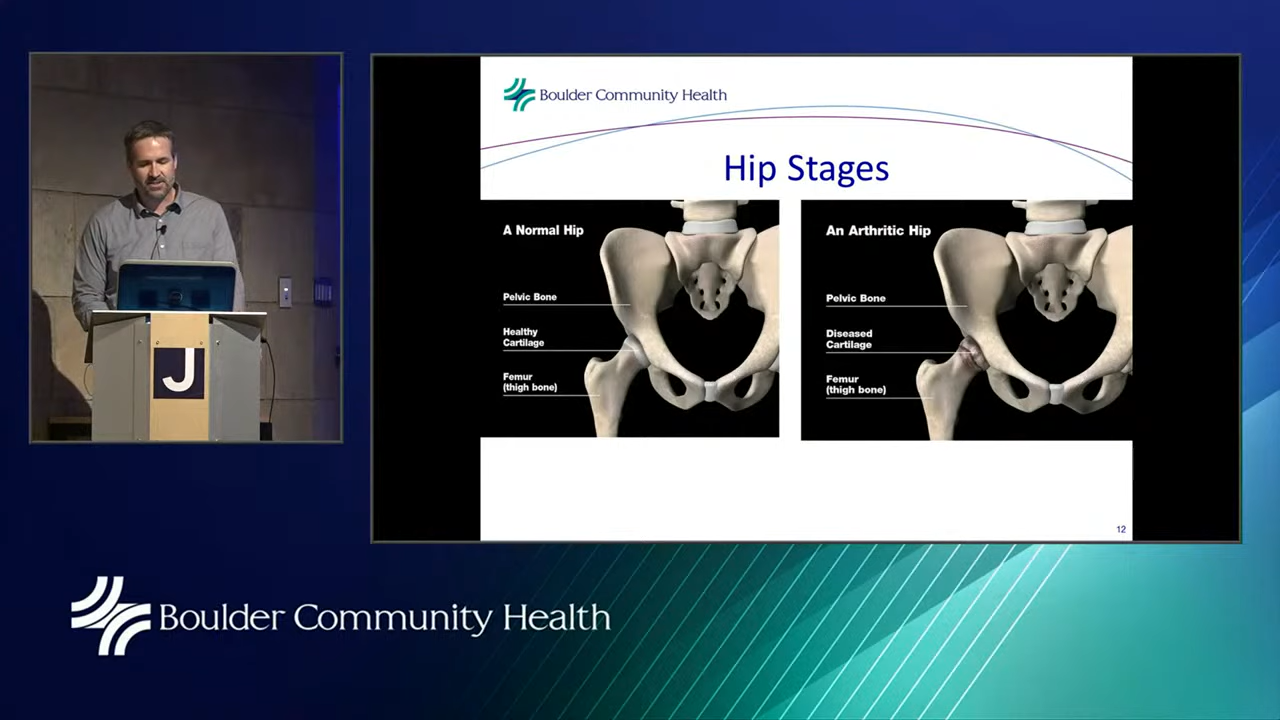 Boulder Community Health
Hip Stages
A Normal Hip
Pelvic Bone
Healthy
Cartilage
Femur
(thigh bone)
An Arthritic Hip
Pelvic Bone
Diseased
Cartilage
Femur
(thigh bone)
12
J
Boulder Community Health